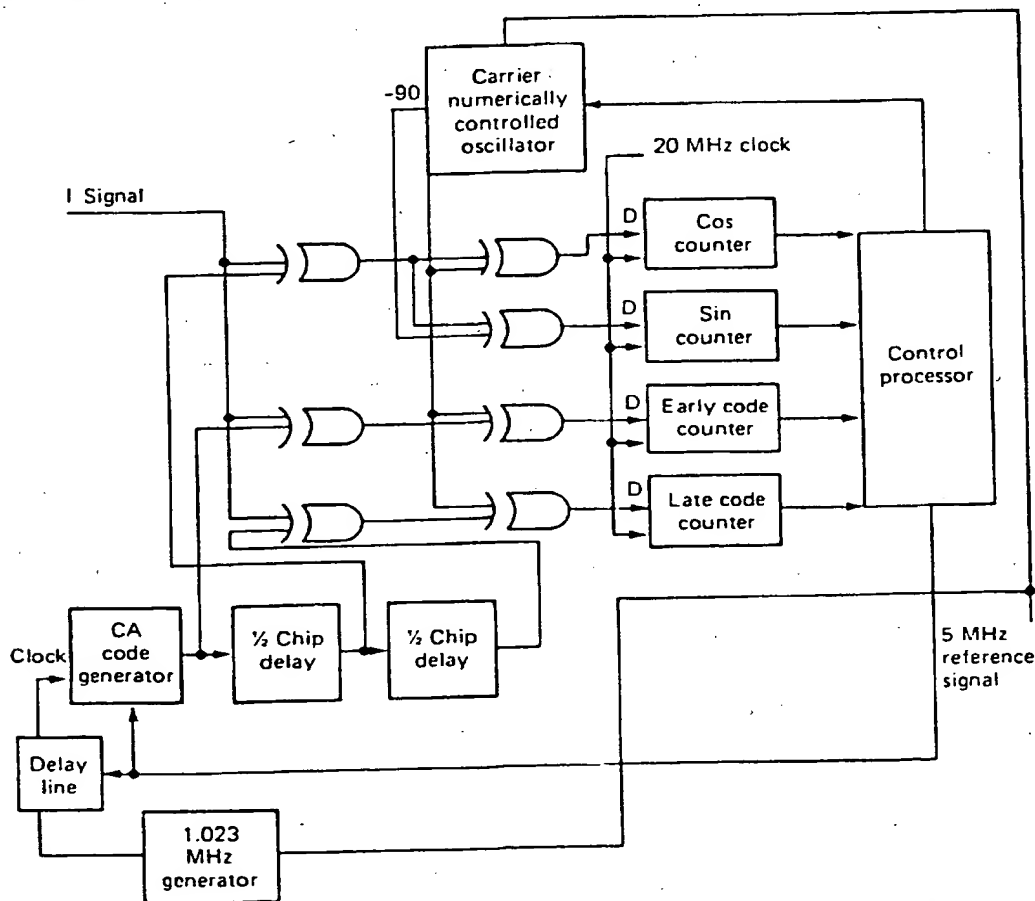 Carrier
numerically
controlled
oscillator
-90
20 MHz clock
I Signal
D
Cos
counter
D
Sin
counter
Control
processor
D
Early code
counter
D
Late code
counter
CA
code
generator
Clock
½ Chip
delay
½ Chip
delay
5 MHz
reference
signal
Delay
line
1.023
MHz
generator